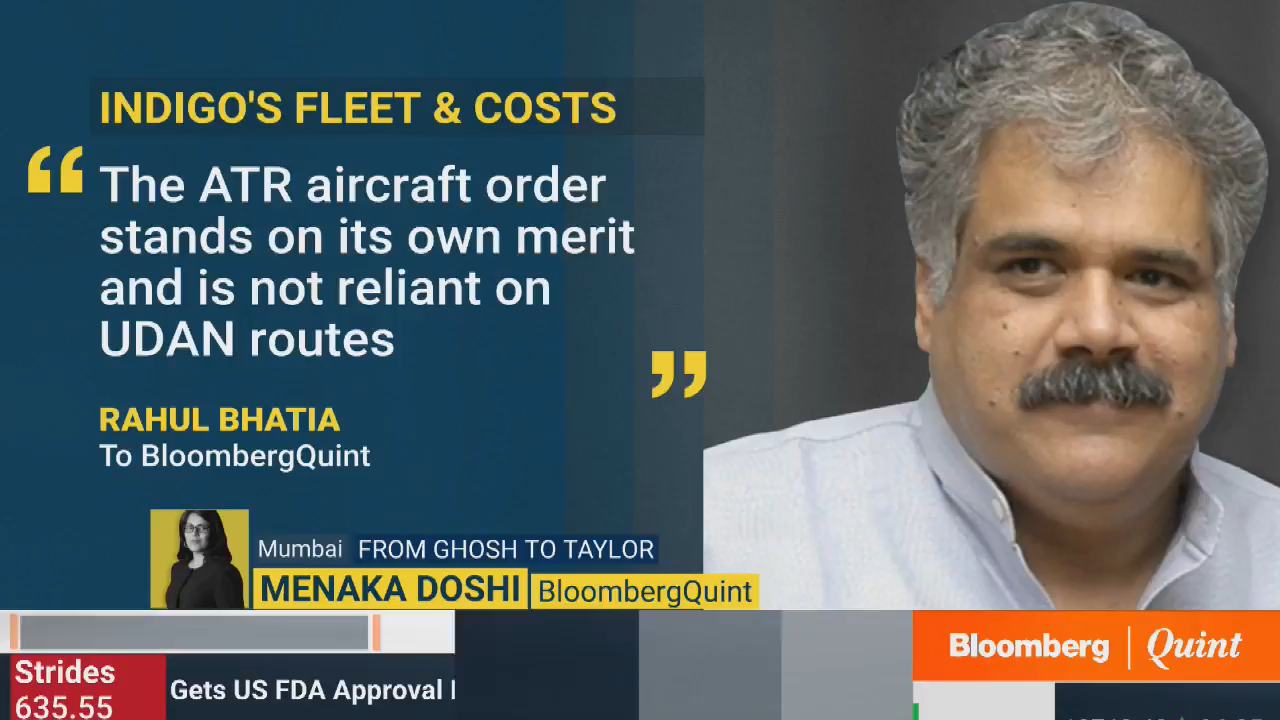 INDIGO'S FLEET & COSTS
“ The ATR aircraft order
stands on its own merit
and is not reliant on
UDAN routes ”
RAHUL BHATIA
To BloombergQuint
Mumbai FROM GHOSH TO TAYLOR
MENAKA DOSHI BloombergQuint
Bloomberg | Quint
Strides
635.55
Gets US FDA Approval